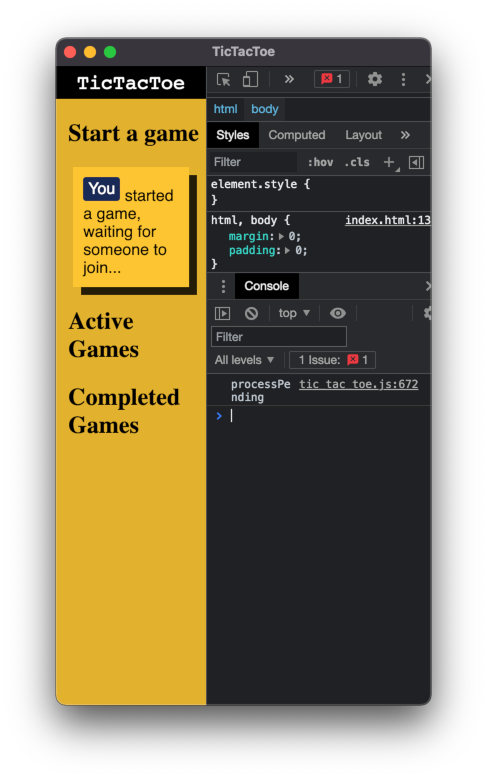 TicTacToe
TicTacToe
Start a game
You started
a game,
waiting for
someone to
join...
Active
Games
Completed
Games
1
html body
Styles Computed Layout
Filter :hov .cls
element.style {
}
html, body { index.html:13
margin: 0;
padding: 0;
}
Console
top
Filter
All levels 1 Issue: 1
processPe tic_tac_toe.js:672
nding